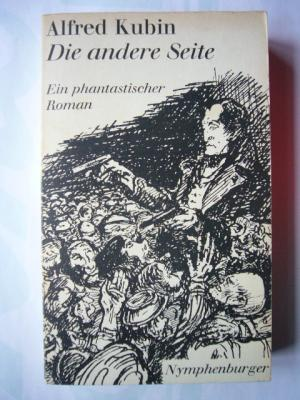 Alfred Kubin
Die andere Seite
Ein phantastischer
Roman
Nymphenburger